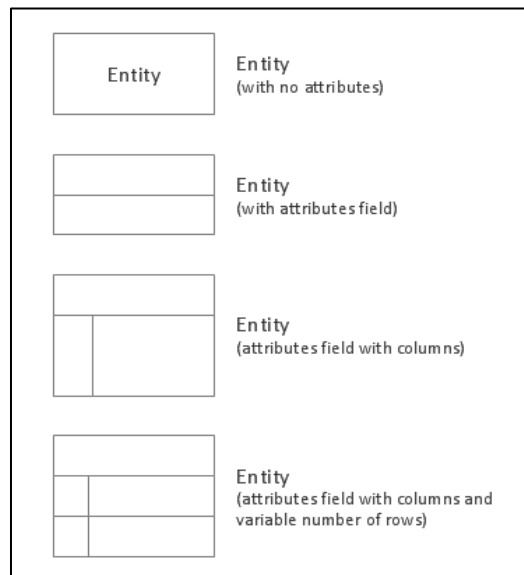 Entity
Entity
(with no attributes)
Entity
(with attributes field)
Entity
(attributes field with columns)
Entity
(attributes field with columns and
variable number of rows)